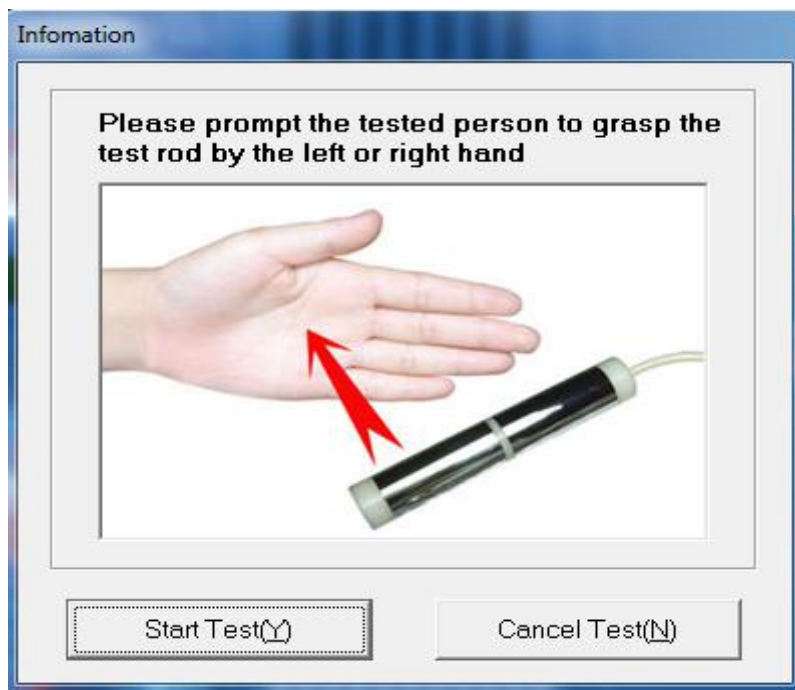 Infomation
Please prompt the tested person to grasp the
test rod by the left or right hand
Start Test(Y)
Cancel Test(N)